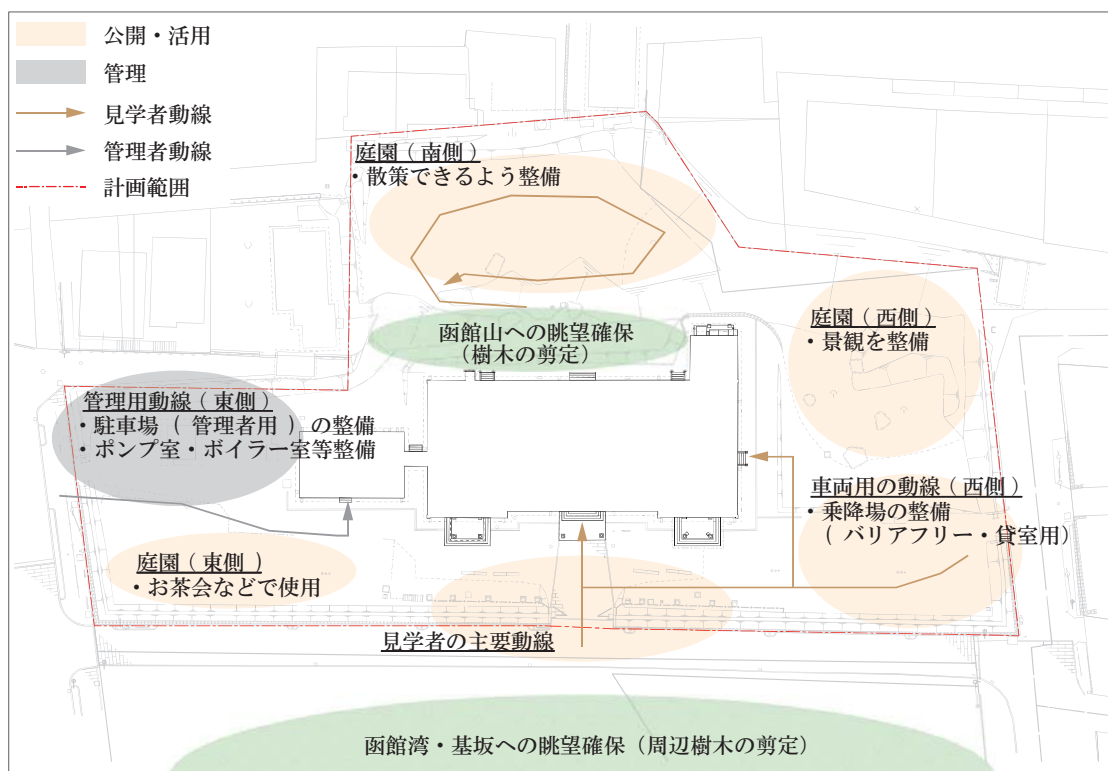 公開・活用
管理
見学者動線
管理者動線
計画範囲
庭園(南側)
・散策できるよう整備
函館山への眺望確保
(樹木の剪定)
庭園(西側)
・景観を整備
管理用動線(東側)
・駐車場(管理者用)の整備
・ポンプ室・ボイラー室等整備
車両用の動線(西側)
・乗降場の整備
(バリアフリー・貸室用)
庭園(東側)
・お茶会などで使用
見学者の主要動線
函館湾・基坂への眺望確保(周辺樹木の剪定)